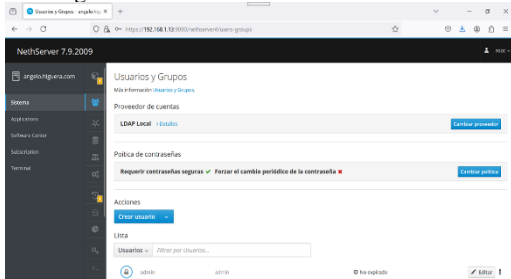 Usuarios y Grupos - angelo.hig
https://192.168.1.13:9090/nethserver#/users-groups
NethServer 7.9.2009
root
angelo.higuera.com
Sistema
Applications
Software Center
Subscription
Terminal
Usuarios y Grupos
Más información Usuarios y Grupos
Proveedor de cuentas
LDAP Local > Detalles
Cambiar proveedor
Política de contraseñas
Requerir contraseñas seguras ✔ Forzar el cambio periódico de la contraseña ✖
Cambiar política
Acciones
Crear usuario
Lista
Usuarios
Filtrar por Usuarios...
admin admin No expirado Editar